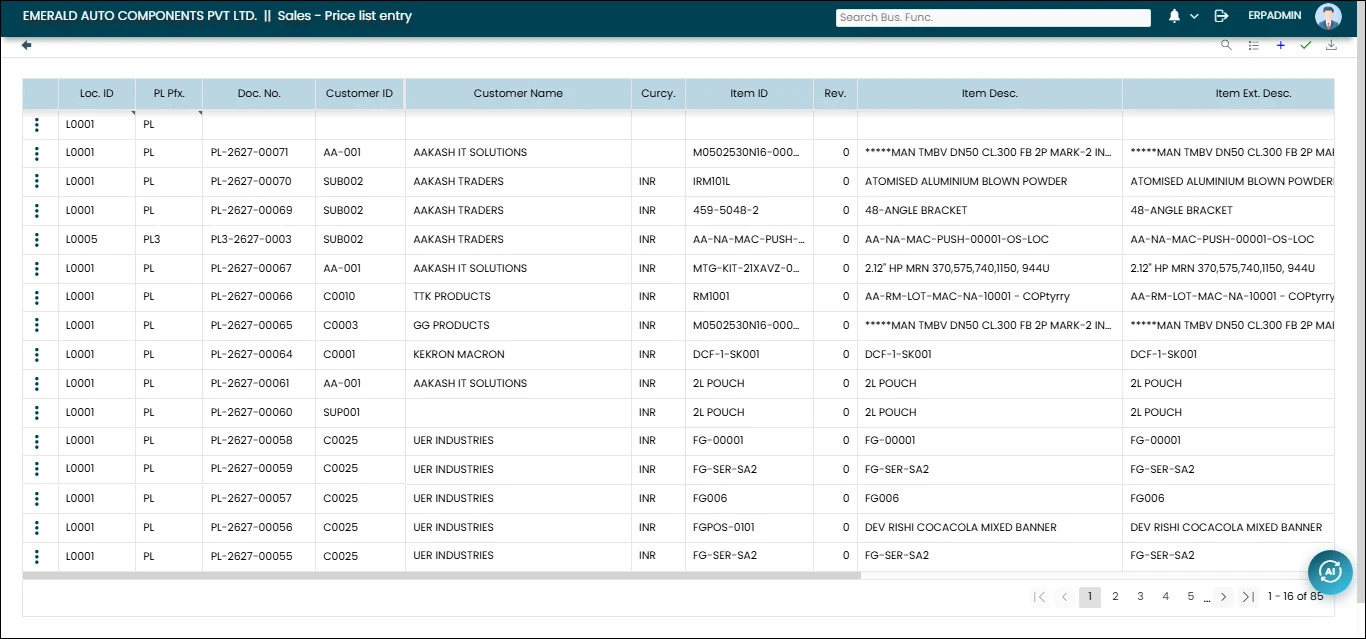 EMERALD AUTO COMPONENTS PVT LTD. || Sales - Price list entry Search Bus. Func. ERPADMIN
Loc. ID PL Pfx. Doc. No. Customer ID Customer Name Curcy. Item ID Rev. Item Desc. Item Ext. Desc.
L0001 PL
L0001 PL PL-2627-00071 AA-001 AAKASH IT SOLUTIONS M0502530N16-000... 0 *****MAN TMBV DN50 CL.300 FB 2P MARK-2 IN... *****MAN TMBV DN50 CL.300 FB 2P MAR
L0001 PL PL-2627-00070 SUB002 AAKASH TRADERS INR IRM101L 0 ATOMISED ALUMINIUM BLOWN POWDER ATOMISED ALUMINIUM BLOWN POWDER
L0001 PL PL-2627-00069 SUB002 AAKASH TRADERS INR 459-5048-2 0 48-ANGLE BRACKET 48-ANGLE BRACKET
L0005 PL3 PL3-2627-0003 SUB002 AAKASH TRADERS INR AA-NA-MAC-PUSH-... 0 AA-NA-MAC-PUSH-00001-OS-LOC AA-NA-MAC-PUSH-00001-OS-LOC
L0001 PL PL-2627-00067 AA-001 AAKASH IT SOLUTIONS INR MTG-KIT-21XAVZ-0... 0 2.12" HP MRN 370,575,740,1150, 944U 2.12" HP MRN 370,575,740,1150, 944U
L0001 PL PL-2627-00066 C0010 TTK PRODUCTS INR RM1001 0 AA-RM-LOT-MAC-NA-10001 - COPtyrry AA-RM-LOT-MAC-NA-10001 - COPtyrry
L0001 PL PL-2627-00065 C0003 GG PRODUCTS INR M0502530N16-000... 0 *****MAN TMBV DN50 CL.300 FB 2P MARK-2 IN... *****MAN TMBV DN50 CL.300 FB 2P MAR
L0001 PL PL-2627-00064 C0001 KEKRON MACRON INR DCF-1-SK001 0 DCF-1-SK001 DCF-1-SK001
L0001 PL PL-2627-00061 AA-001 AAKASH IT SOLUTIONS INR 2L POUCH 0 2L POUCH 2L POUCH
L0001 PL PL-2627-00060 SUP001 INR 2L POUCH 0 2L POUCH 2L POUCH
L0001 PL PL-2627-00058 C0025 UER INDUSTRIES INR FG-00001 0 FG-00001 FG-00001
L0001 PL PL-2627-00059 C0025 UER INDUSTRIES INR FG-SER-SA2 0 FG-SER-SA2 FG-SER-SA2
L0001 PL PL-2627-00057 C0025 UER INDUSTRIES INR FG006 0 FG006 FG006
L0001 PL PL-2627-00056 C0025 UER INDUSTRIES INR FGPOS-0101 0 DEV RISHI COCACOLA MIXED BANNER DEV RISHI COCACOLA MIXED BANNER
L0001 PL PL-2627-00055 C0025 UER INDUSTRIES INR FG-SER-SA2 0 FG-SER-SA2 FG-SER-SA2
AI
1 2 3 4 5 ... 1 - 16 of 85